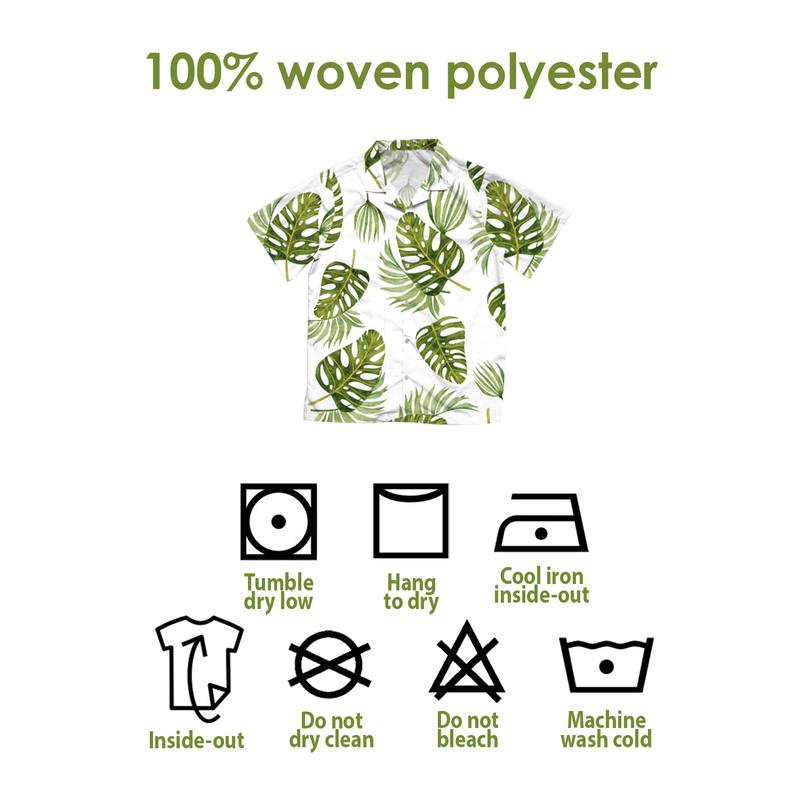 100% woven polyester
Tumble
dry low
Hang
to dry
Cool iron
inside-out
Inside-out
Do not
dry clean
Do not
bleach
Machine
wash cold